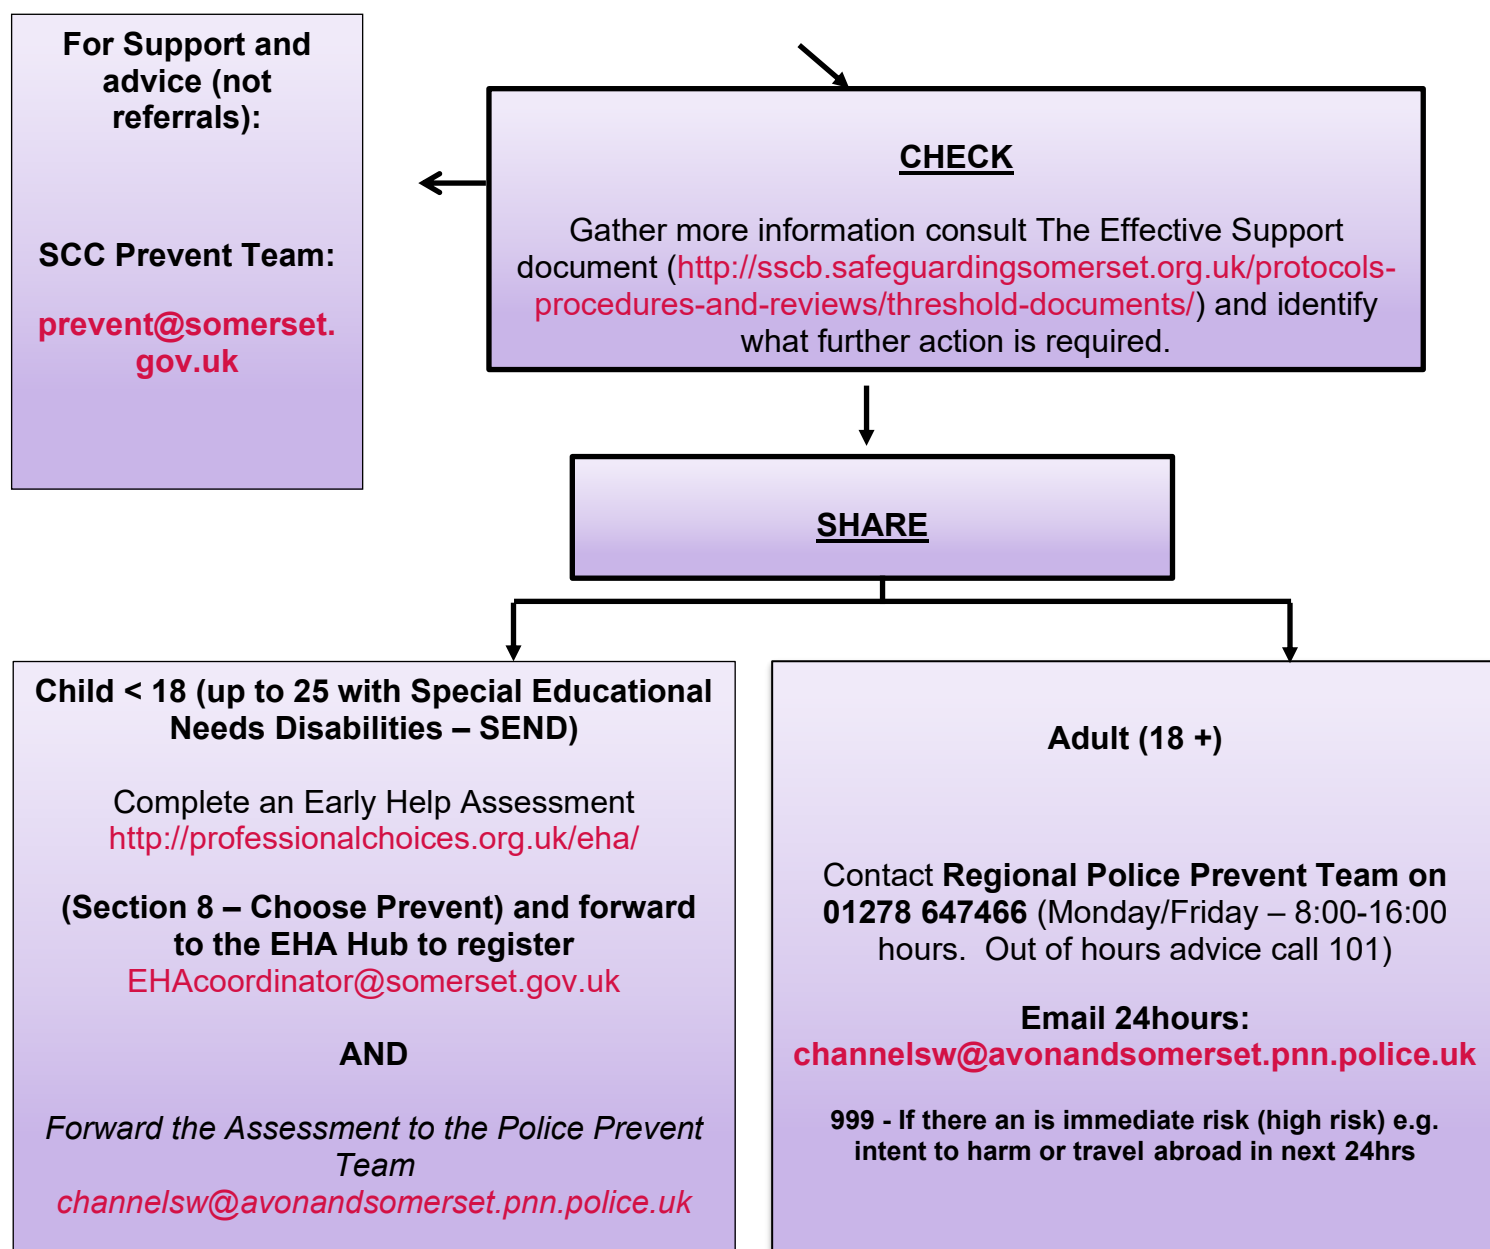 For Support and
advice (not
referrals):
SCC Prevent Team:
prevent@somerset.
gov.uk
CHECK
Gather more information consult The Effective Support
document (http://sscb.safeguardingsomerset.org.uk/protocols-
procedures-and-reviews/threshold-documents/) and identify
what further action is required.
SHARE
Child < 18 (up to 25 with Special Educational
Needs Disabilities – SEND)
Complete an Early Help Assessment
http://professionalchoices.org.uk/eha/
(Section 8 – Choose Prevent) and forward
to the EHA Hub to register
EHAcoordinator@somerset.gov.uk
AND
Forward the Assessment to the Police Prevent
Team
channelsw@avonandsomerset.pnn.police.uk
Adult (18 +)
Contact Regional Police Prevent Team on
01278 647466 (Monday/Friday – 8:00-16:00
hours.  Out of hours advice call 101)
Email 24hours:
channelsw@avonandsomerset.pnn.police.uk
999 - If there an is immediate risk (high risk) e.g.
intent to harm or travel abroad in next 24hrs